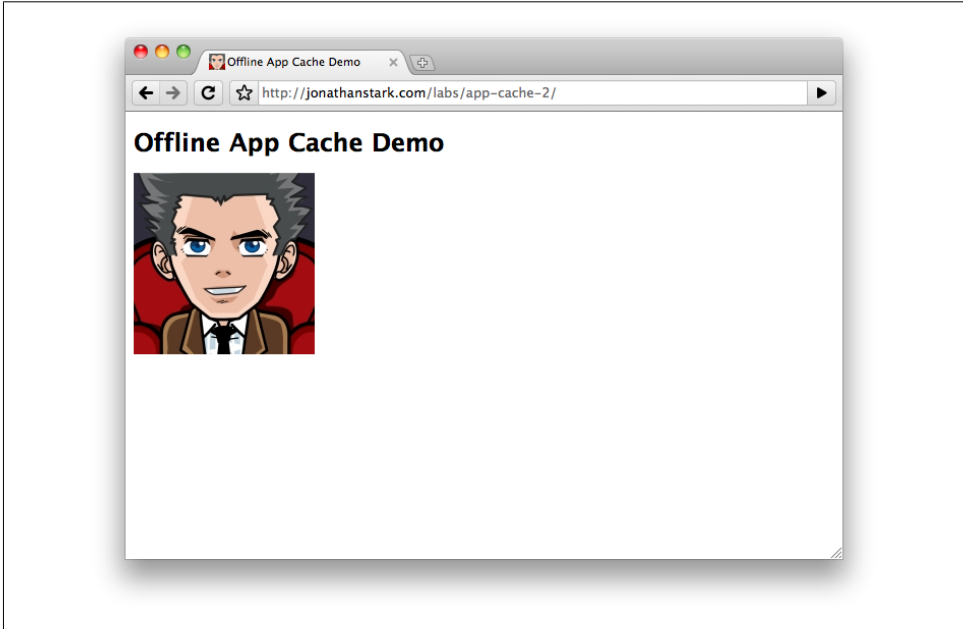 Offline App Cache Demo
http://jonathanstark.com/labs/app-cache-2/
Offline App Cache Demo